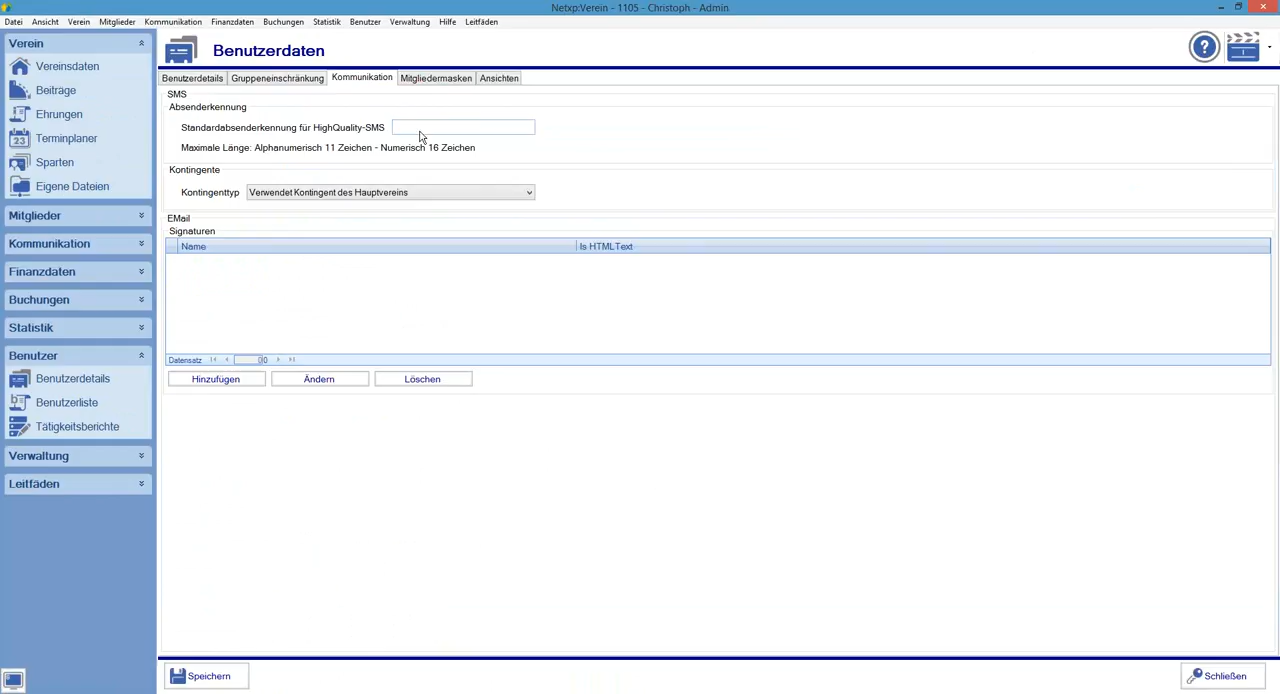 Netxp:Verein - 1105 - Christoph - Admin
Datei Ansicht Verein Mitglieder Kommunikation Finanzdaten Buchungen Statistik Benutzer Verwaltung Hilfe Leitfäden
Verein
Vereinsdaten
Beiträge
Ehrungen
23 Terminplaner
Sparten
Eigene Dateien
Mitglieder
Kommunikation
Finanzdaten
Buchungen
Statistik
Benutzer
Benutzerdetails
Benutzerliste
Tätigkeitsberichte
Verwaltung
Leitfäden
Benutzerdaten
?
Benutzerdetails Gruppeneinschränkung Kommunikation Mitgliedermasken Ansichten
SMS
Absenderkennung
Standardabsenderkennung für HighQuality-SMS
Maximale Länge: Alphanumerisch 11 Zeichen - Numerisch 16 Zeichen
Kontingente
Kontingenttyp Verwendet Kontingent des Hauptvereins
EMail
Signaturen
Name Is HTMLText
Datensatz 0|0
Hinzufügen Ändern Löschen
Speichern Schließen